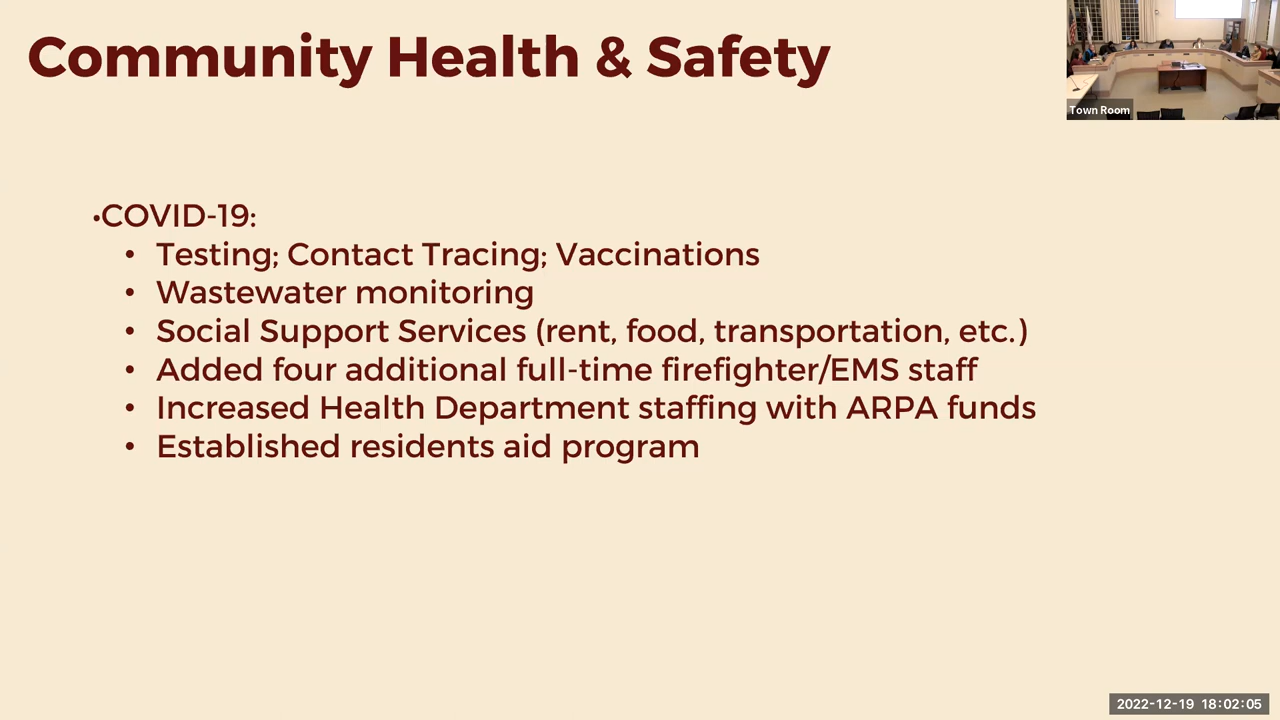 Community Health & Safety
Town Room
•COVID-19:
• Testing; Contact Tracing; Vaccinations
• Wastewater monitoring
• Social Support Services (rent, food, transportation, etc.)
• Added four additional full-time firefighter/EMS staff
• Increased Health Department staffing with ARPA funds
• Established residents aid program
2022-12-19 18:02:05